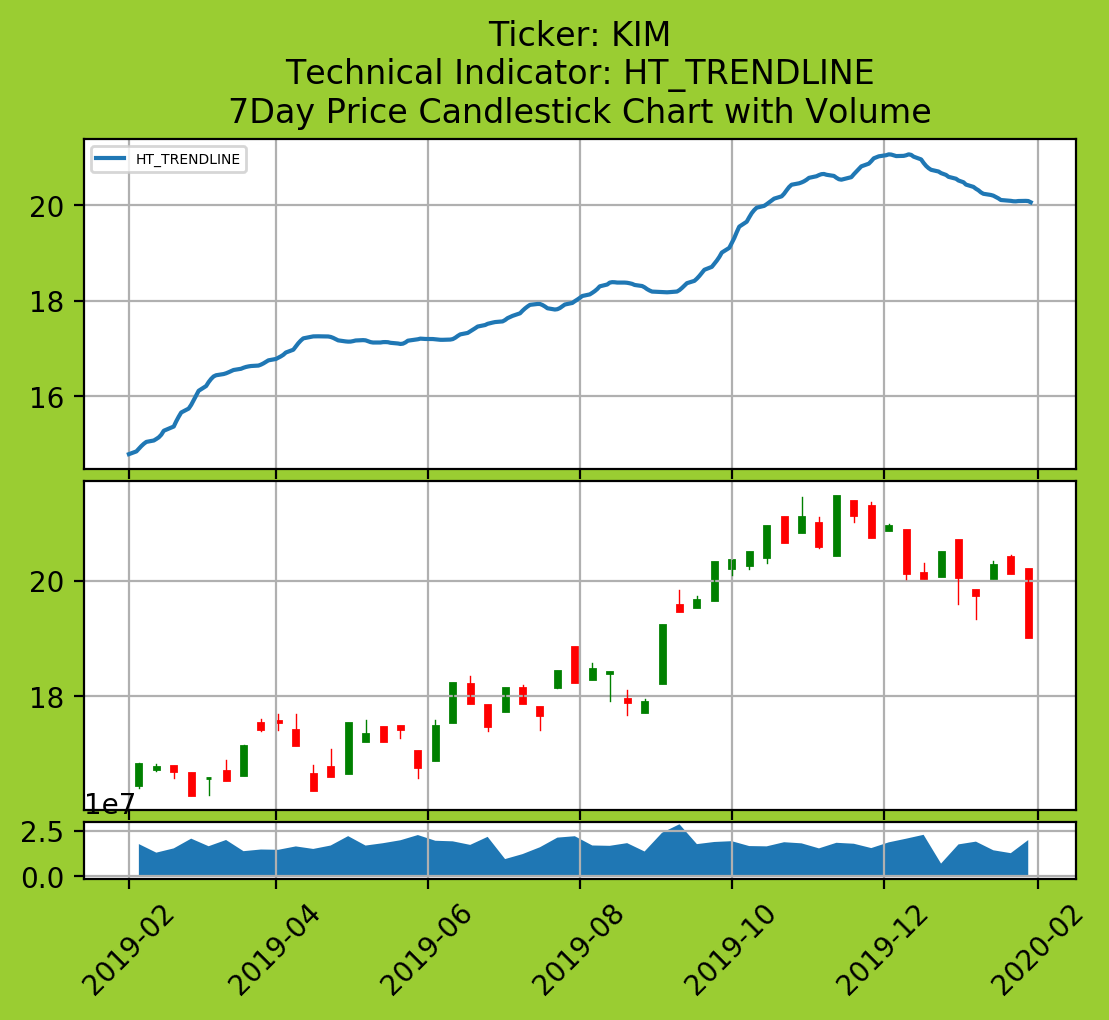 Ticker: KIM
Technical Indicator: HT_TRENDLINE
7Day Price Candlestick Chart with Volume
HT_TRENDLINE
20
18
16
20
18
1e7
2.5
0.0
2019-02 2019-04 2019-06 2019-08 2019-10 2019-12 2020-02